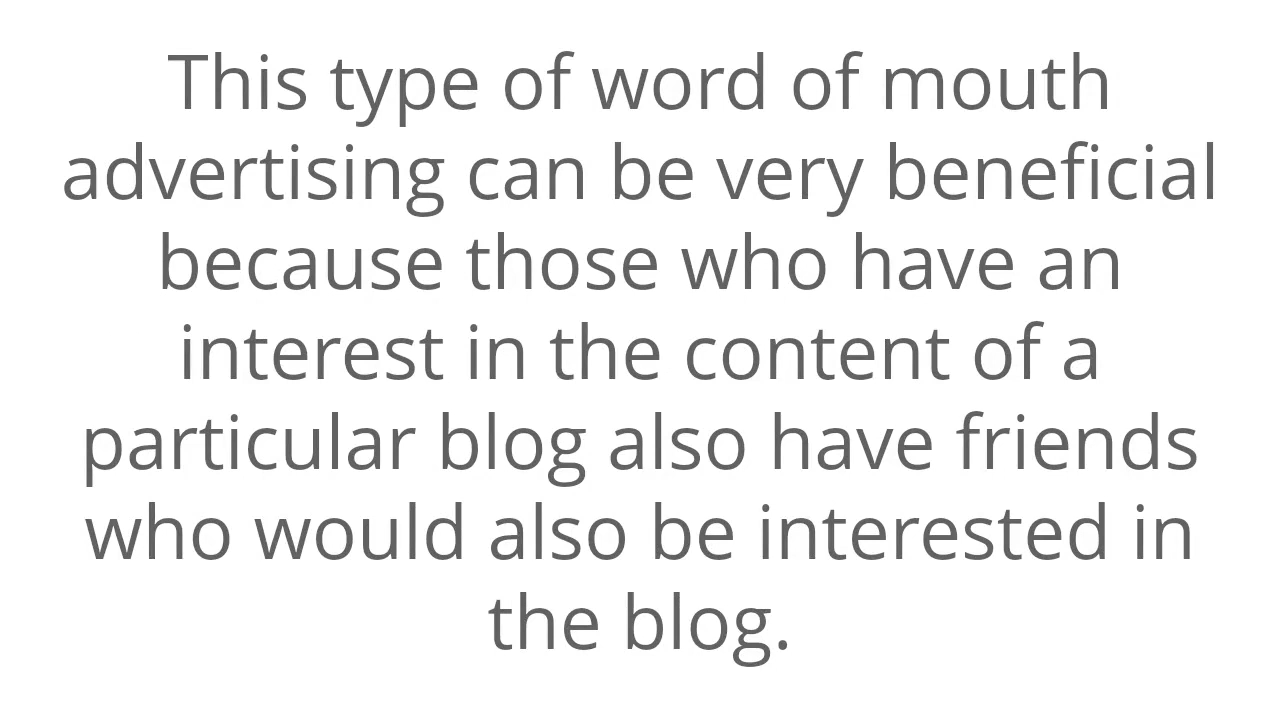 This type of word of mouth
advertising can be very beneficial
because those who have an
interest in the content of a
particular blog also have friends
who would also be interested in
the blog.